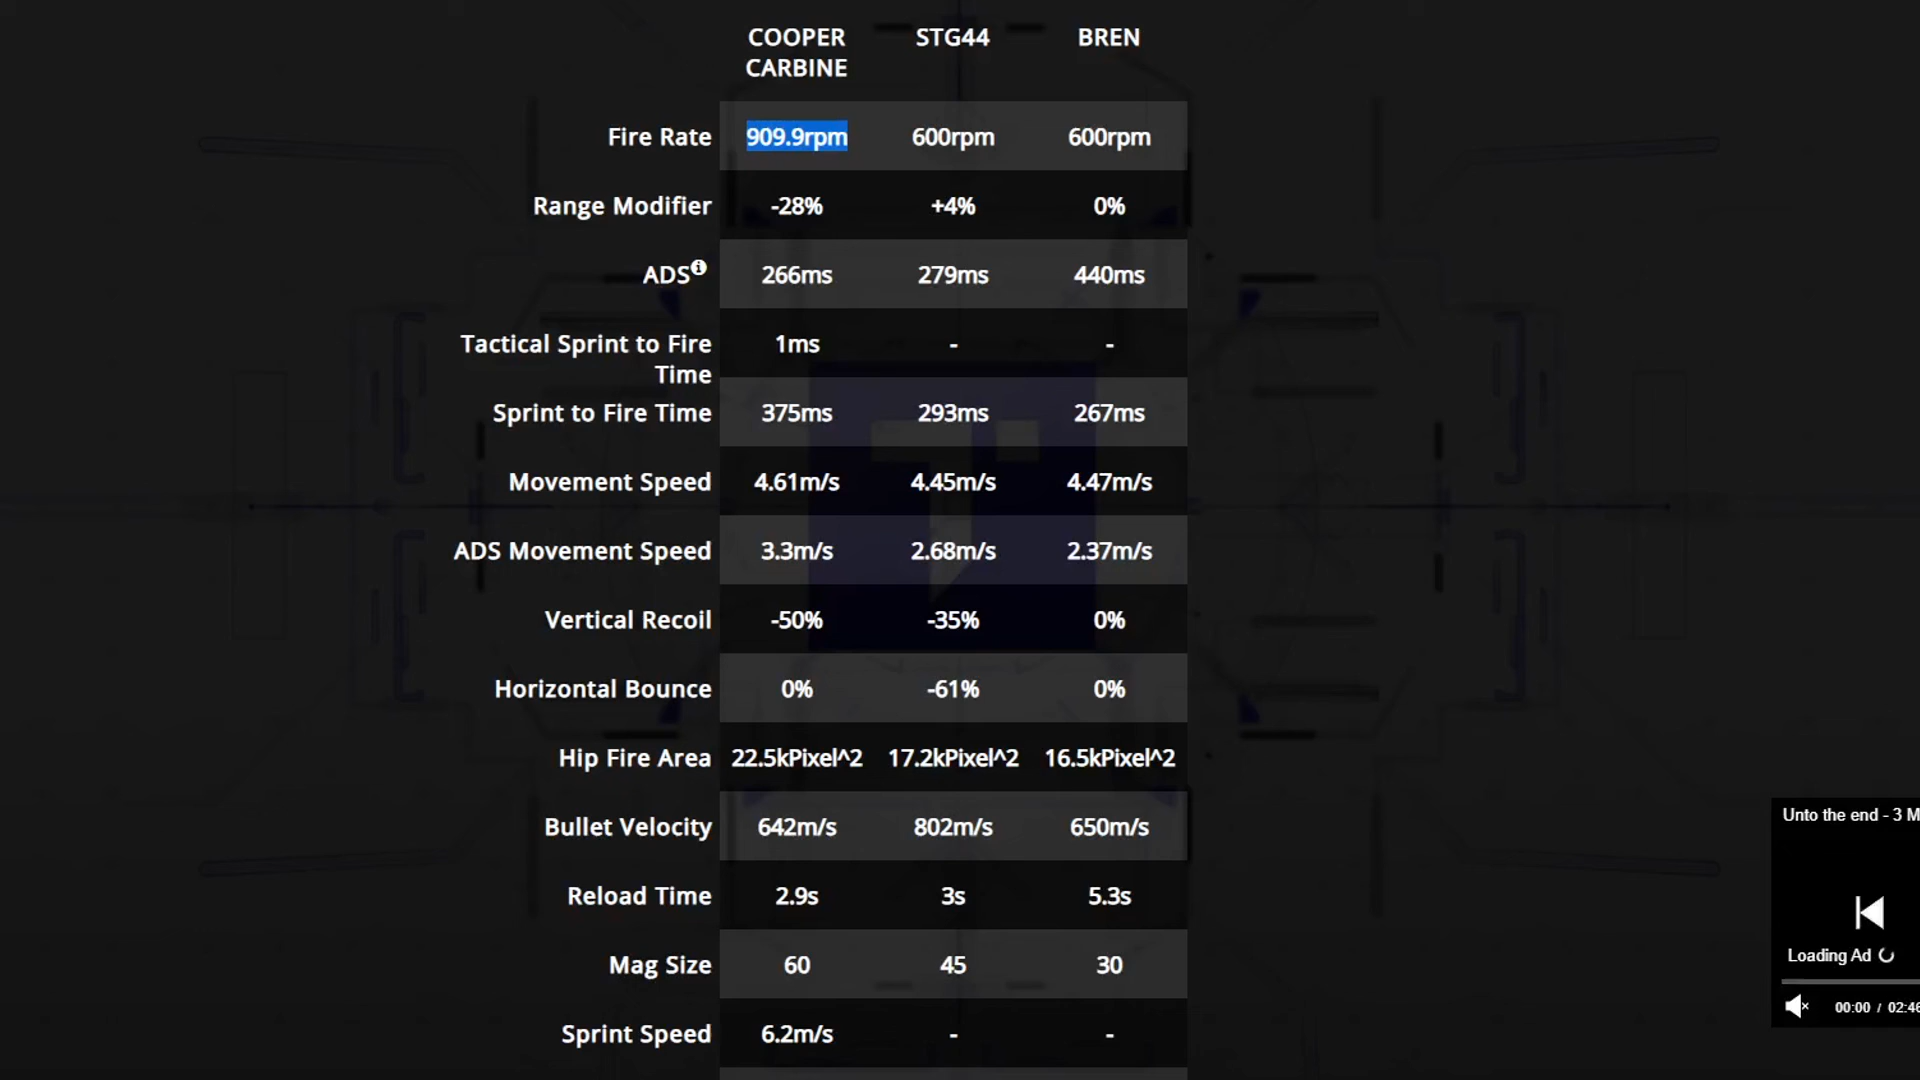 COOPER CARBINE STG44 BREN
Fire Rate 909.9rpm 600rpm 600rpm
Range Modifier -28% +4% 0%
ADS 266ms 279ms 440ms
Tactical Sprint to Fire Time 1ms - -
Sprint to Fire Time 375ms 293ms 267ms
Movement Speed 4.61m/s 4.45m/s 4.47m/s
ADS Movement Speed 3.3m/s 2.68m/s 2.37m/s
Vertical Recoil -50% -35% 0%
Horizontal Bounce 0% -61% 0%
Hip Fire Area 22.5kPixel^2 17.2kPixel^2 16.5kPixel^2
Bullet Velocity 642m/s 802m/s 650m/s
Reload Time 2.9s 3s 5.3s
Mag Size 60 45 30
Sprint Speed 6.2m/s - -
Unto the end - 3 M
Loading Ad
00:00 / 02:46